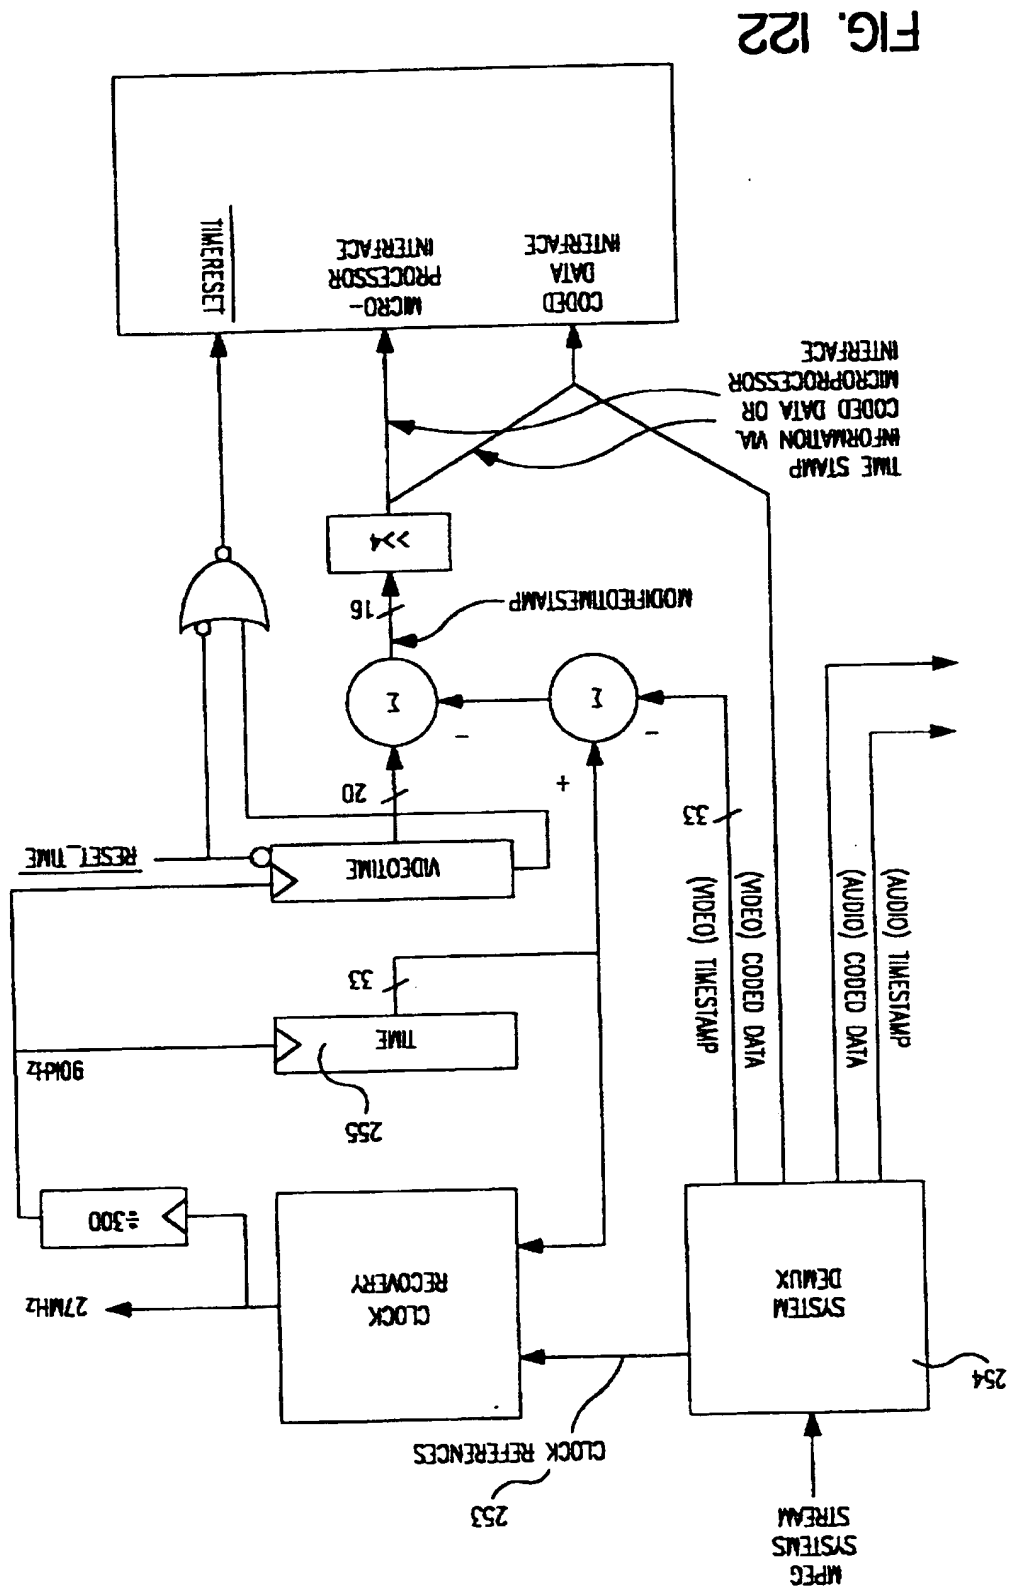 MPEG
SYSTEMS
STREAM
253
CLOCK REFERENCES
254
SYSTEM
DEMUX
CLOCK
RECOVERY
27MHz
÷300
255
90kHz
TIME
33
(AUDIO) TIMESTAMP
(AUDIO) CODED DATA
(VIDEO) CODED DATA
(VIDEO) TIMESTAMP
33
VIDEOTIME
RESET_TIME
20
+
-
-
Σ
Σ
MODIFIEDTIMESTAMP
16
>>4
TIME STAMP
INFORMATION VIA
CODED DATA OR
MICROPROCESSOR
INTERFACE
CODED
DATA
INTERFACE
MICRO-
PROCESSOR
INTERFACE
TIMERESET
FIG. 122